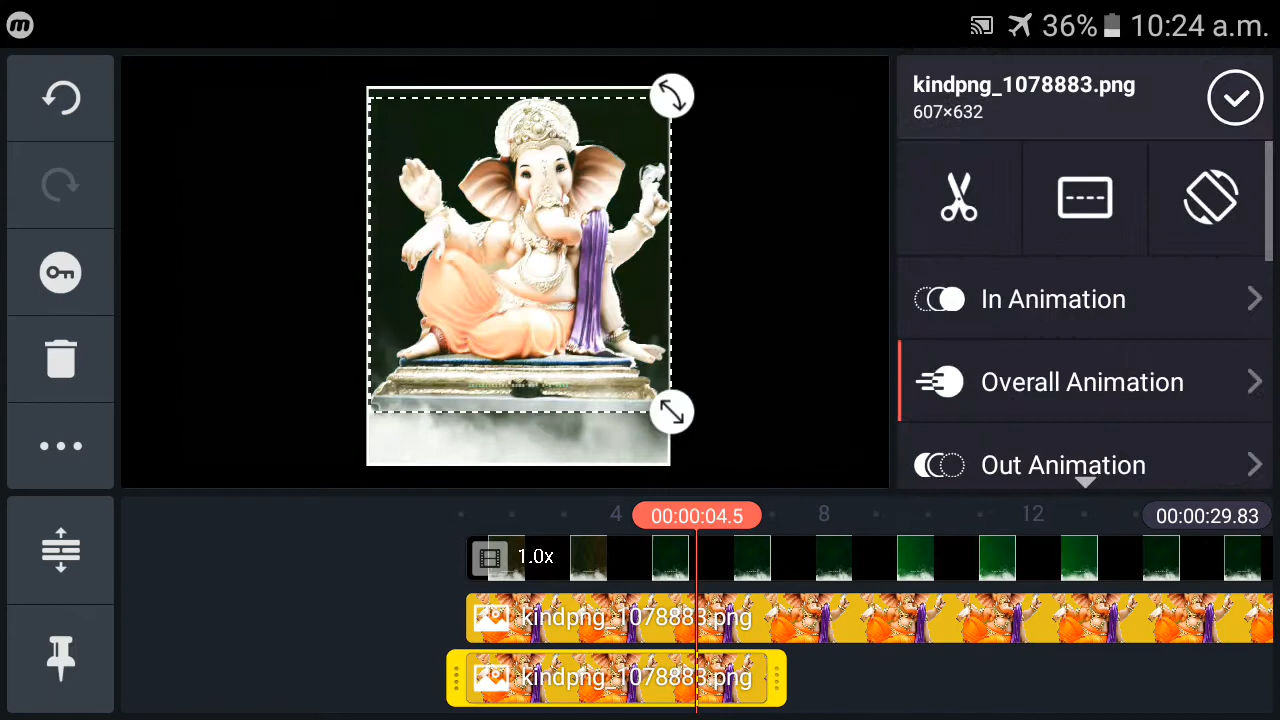 m
36% 10:24 a.m.
kindpng_1078883.png
607×632
In Animation
Overall Animation
Out Animation
4
00:00:04.5
8
12
00:00:29.83
1.0x
kindpng_1078883.png
kindpng_1078883.png